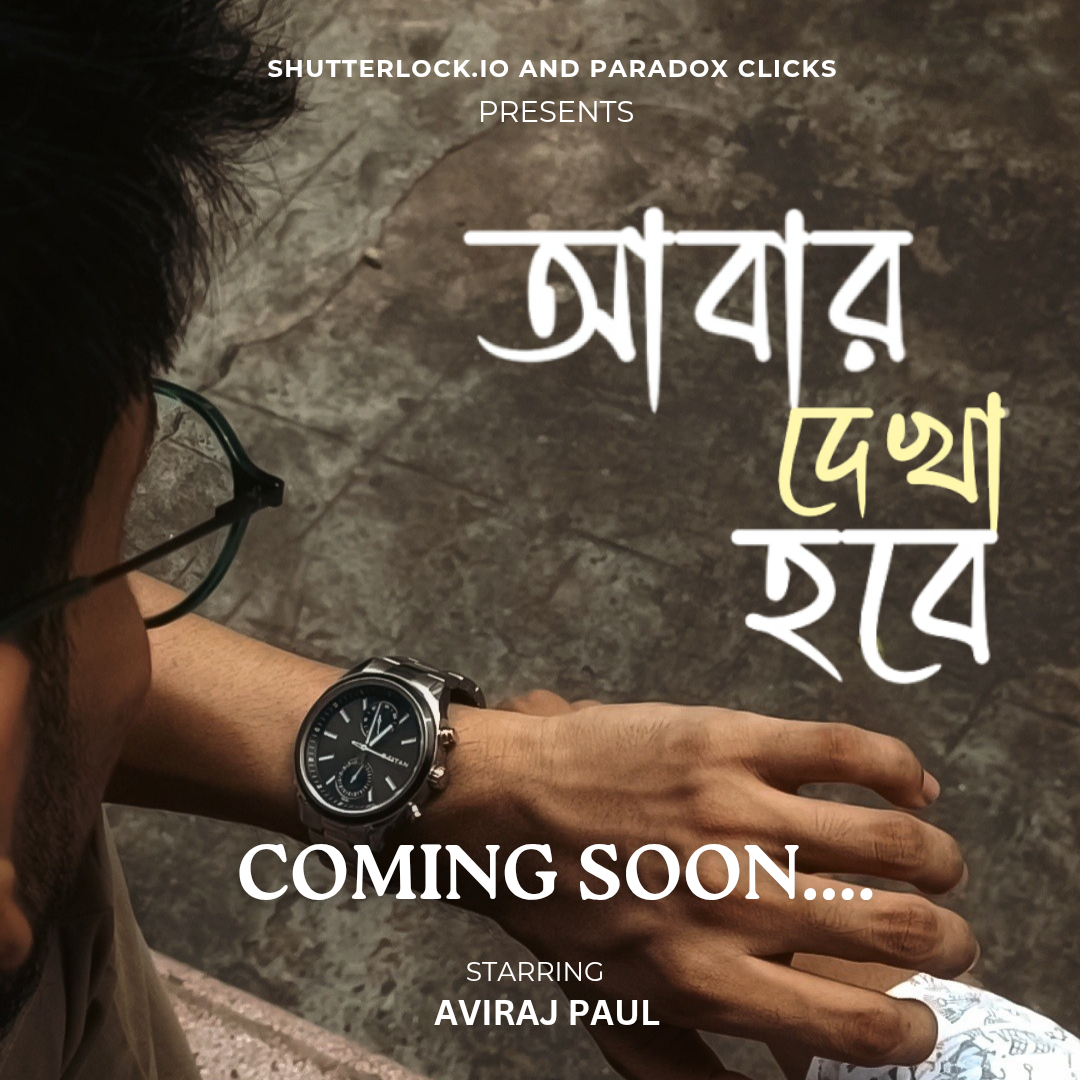 SHUTTERLOCK.IO AND PARADOX CLICKS
PRESENTS
আবার
দেখা
হবে
COMING SOON....
STARRING
AVIRAJ PAUL